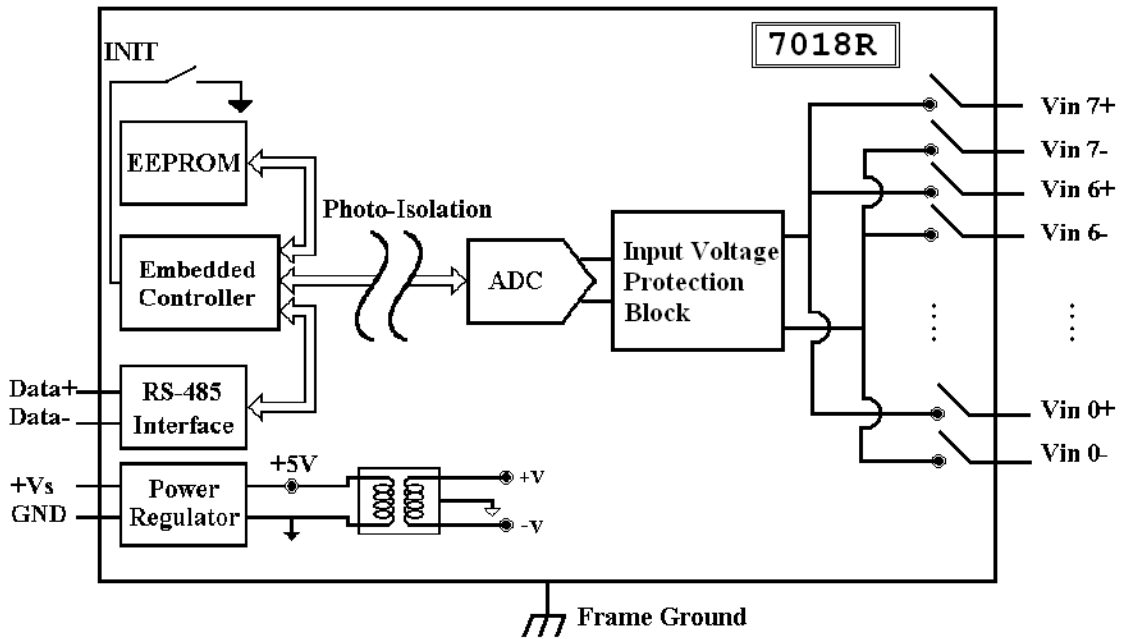 7018R
INIT
EEPROM
Photo-Isolation
Embedded
Controller
ADC
Input Voltage
Protection
Block
Vin 7+
Vin 7-
Vin 6+
Vin 6-
Vin 0+
Vin 0-
Data+
Data-
RS-485
Interface
+Vs
GND
Power
Regulator
+5V
+V
-V
Frame Ground